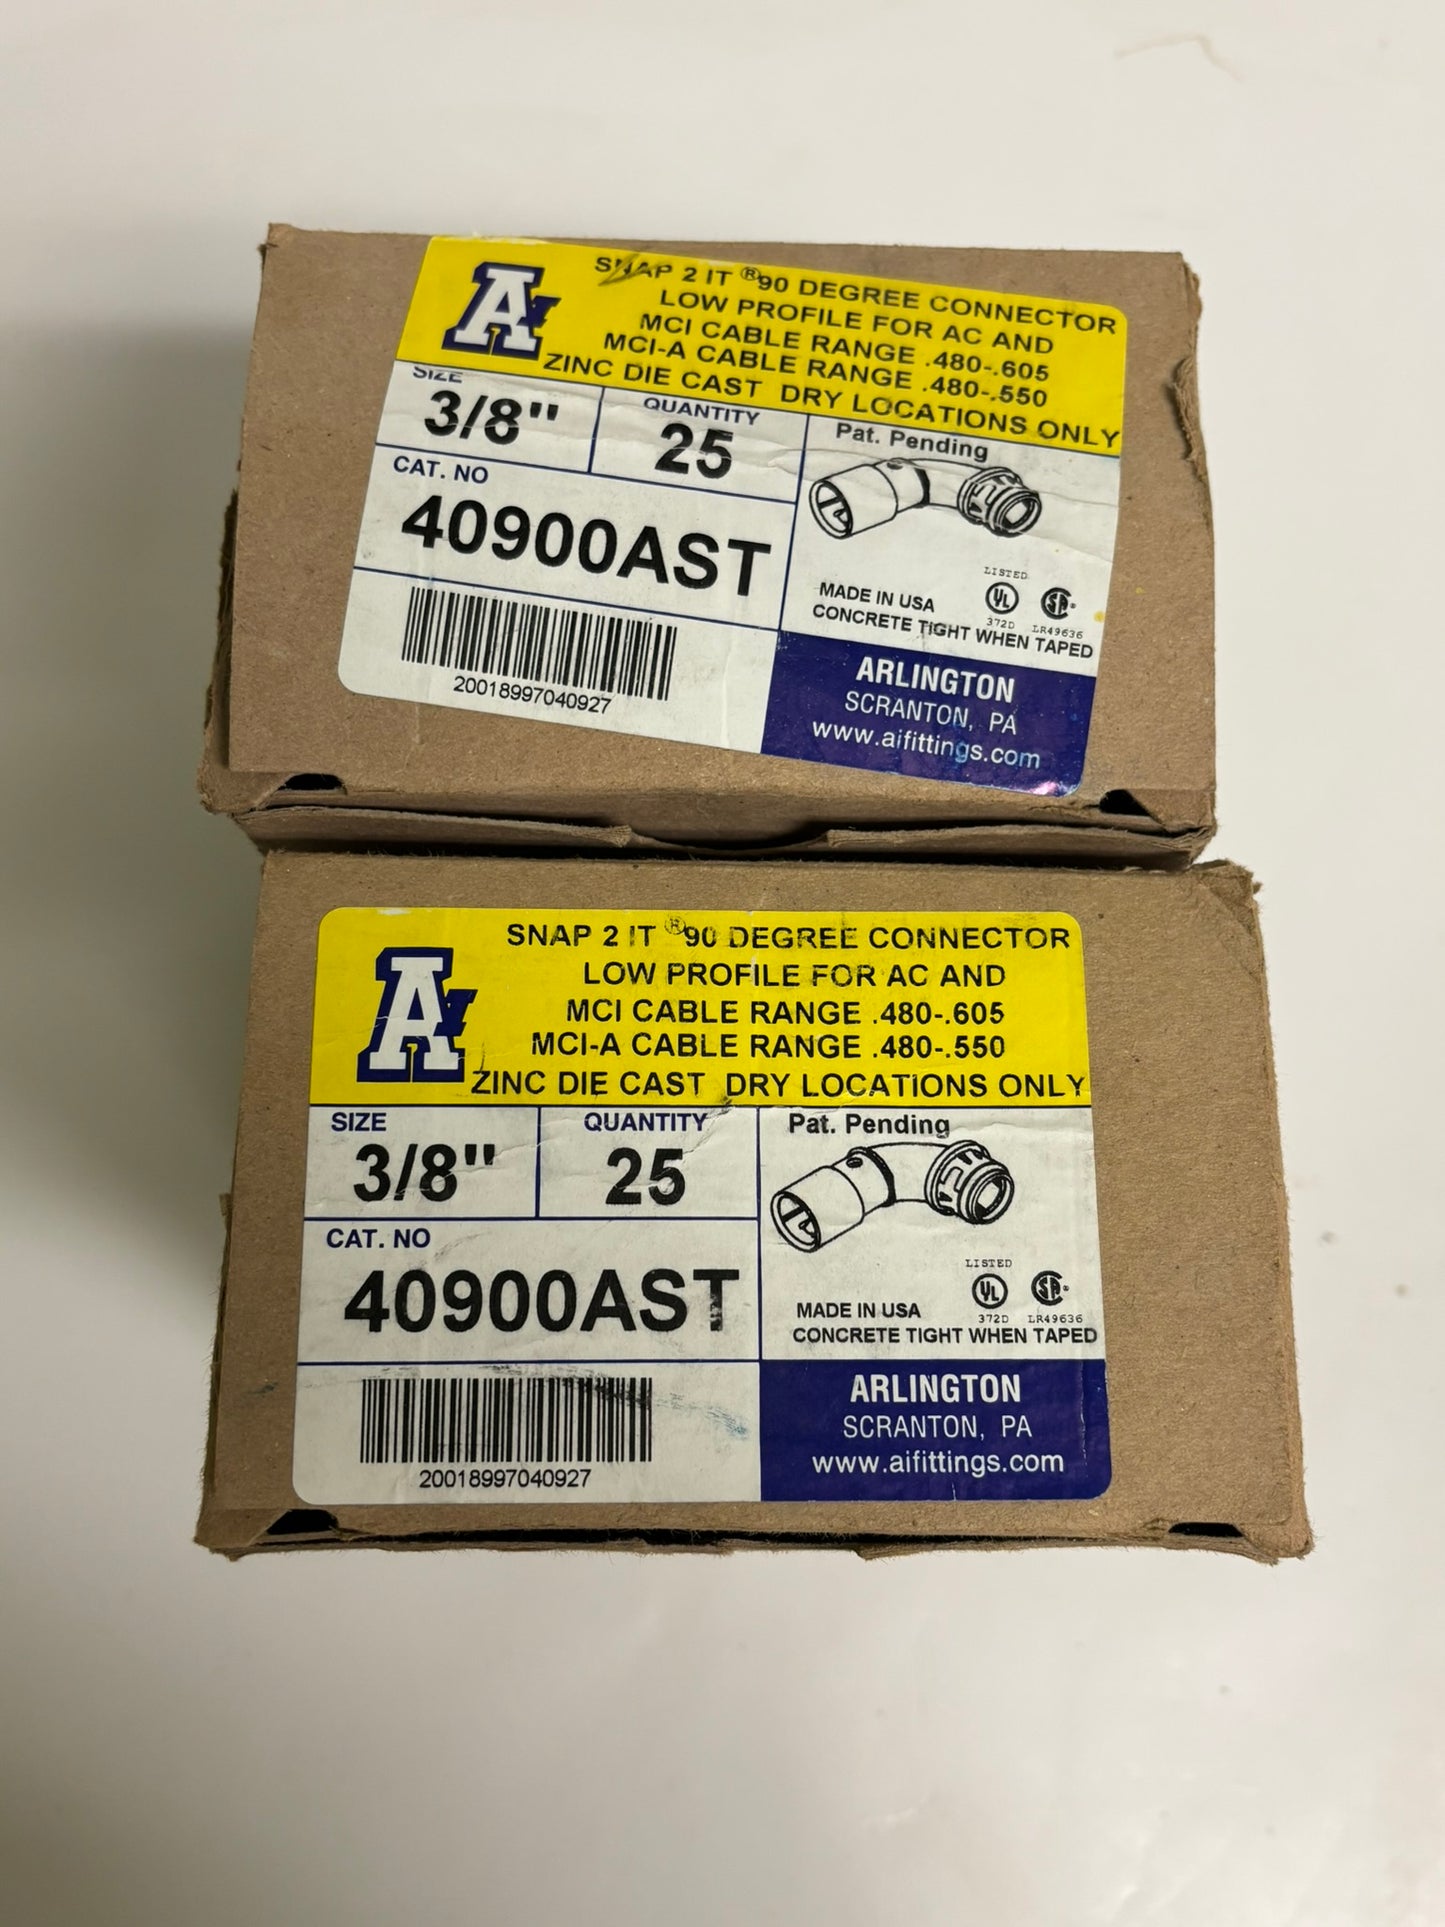 SNAP 2 IT ® 90 DEGREE CONNECTOR
LOW PROFILE FOR AC AND
MCI CABLE RANGE .480-.605
MCI-A CABLE RANGE .480-.550
ZINC DIE CAST DRY LOCATIONS ONLY
A
SIZE
3/8"
QUANTITY
25
Pat. Pending
CAT. NO
40900AST
LISTED
UL
372D
SA
LR49636
MADE IN USA
CONCRETE TIGHT WHEN TAPED
20018997040927
ARLINGTON
SCRANTON, PA
www.aifittings.com
SNAP 2 IT ® 90 DEGREE CONNECTOR
LOW PROFILE FOR AC AND
MCI CABLE RANGE .480-.605
MCI-A CABLE RANGE .480-.550
ZINC DIE CAST DRY LOCATIONS ONLY
A
SIZE
3/8"
QUANTITY
25
Pat. Pending
CAT. NO
40900AST
LISTED
UL
372D
SA
LR49636
MADE IN USA
CONCRETE TIGHT WHEN TAPED
20018997040927
ARLINGTON
SCRANTON, PA
www.aifittings.com